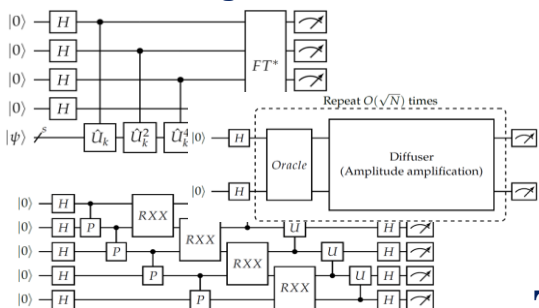 |0⟩ H
|0⟩ H
|0⟩ H FT*
|0⟩ H
|ψ⟩ s Û_k Û_k^2 Û_k^4
Repeat O(√N) times
|0⟩ H Oracle Diffuser
(Amplitude amplification)
|0⟩ H
|0⟩ H RXX
|0⟩ H P RXX U H
|0⟩ H P RXX U H
|0⟩ H P RXX U H
|0⟩ H P H